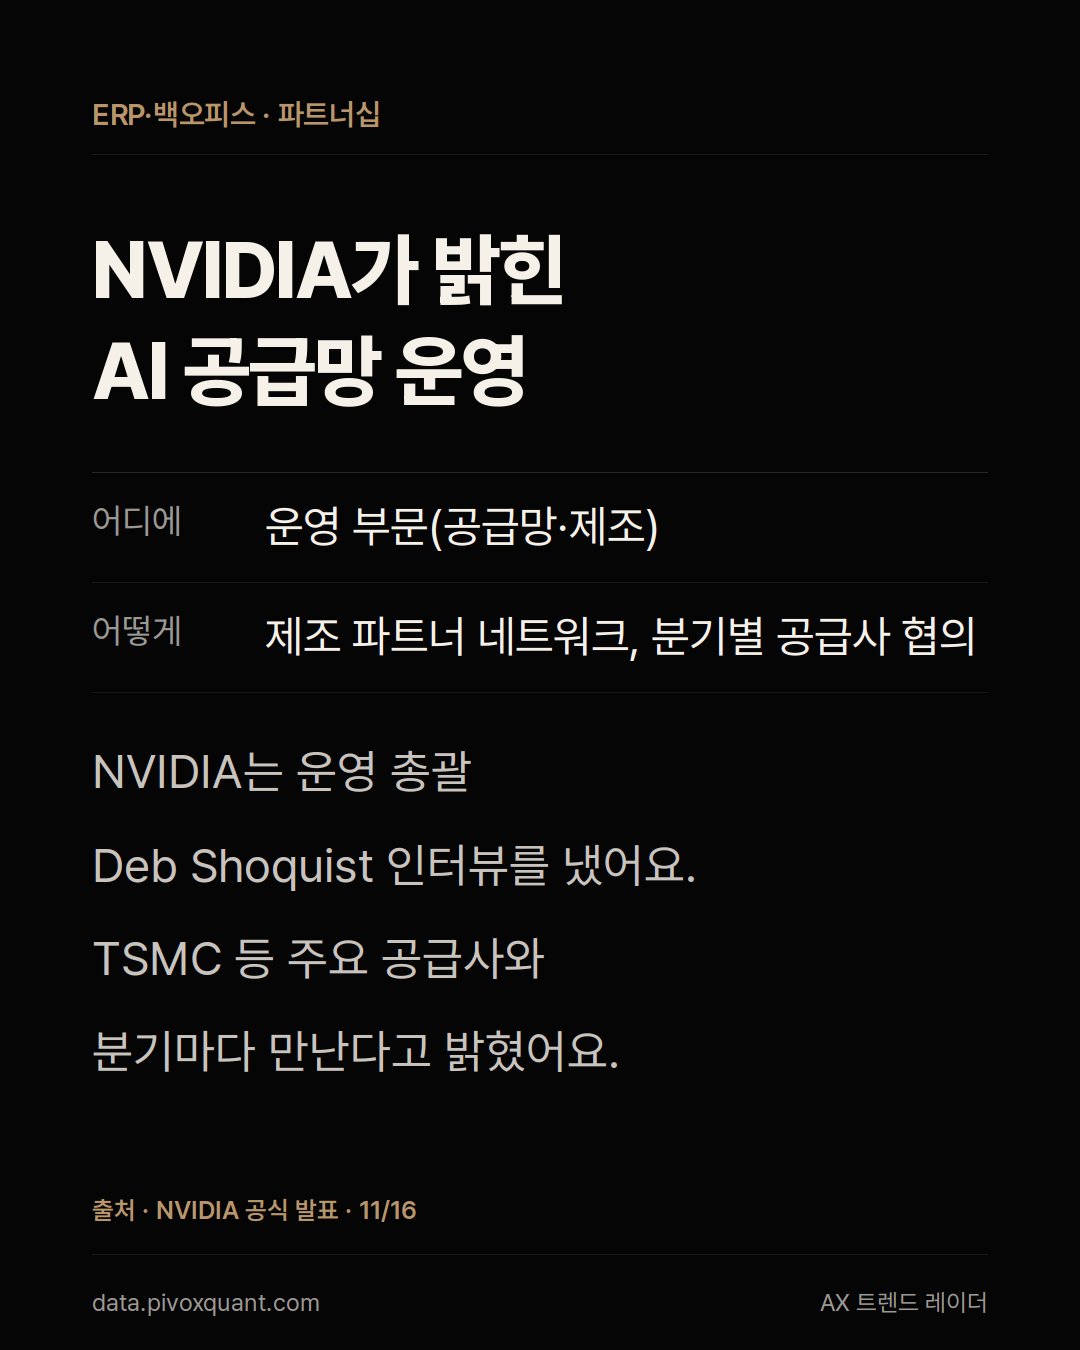 ERP·백오피스 · 파트너십
NVIDIA가 밝힌
AI 공급망 운영
어디에 운영 부문(공급망·제조)
어떻게 제조 파트너 네트워크, 분기별 공급사 협의
NVIDIA는 운영 총괄
Deb Shoquist 인터뷰를 냈어요.
TSMC 등 주요 공급사와
분기마다 만난다고 밝혔어요.
출처 · NVIDIA 공식 발표 · 11/16
data.pivoxquant.com AX 트렌드 레이더